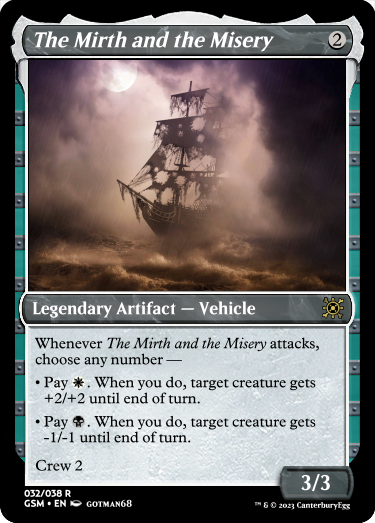 The Mirth and the Misery 2
Legendary Artifact — Vehicle
Whenever The Mirth and the Misery attacks,
choose any number —
• Pay . When you do, target creature gets
+2/+2 until end of turn.
• Pay . When you do, target creature gets
-1/-1 until end of turn.
Crew 2
3/3
032/038 R
GSM • EN GOTMAN68
™ & © 2023 CanterburyEgg